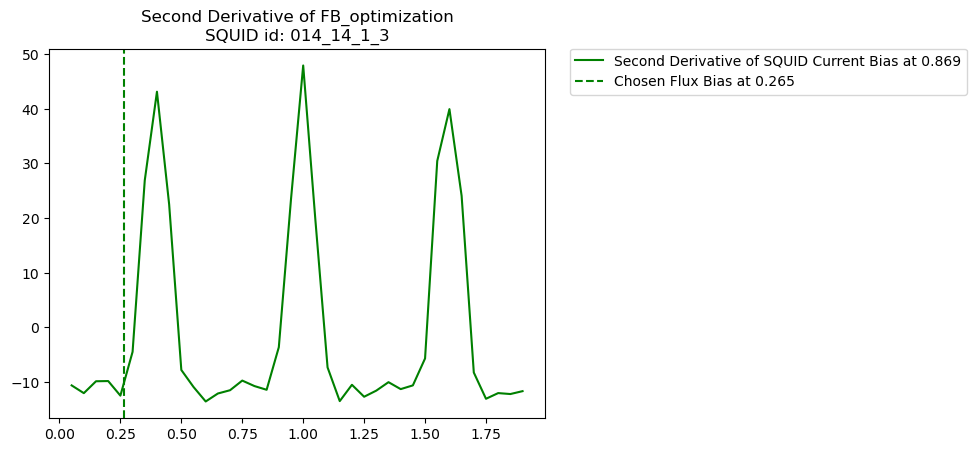 Second Derivative of FB_optimization
SQUID id: 014_14_1_3
50
40
30
20
10
0
−10
0.00 0.25 0.50 0.75 1.00 1.25 1.50 1.75
Second Derivative of SQUID Current Bias at 0.869
Chosen Flux Bias at 0.265